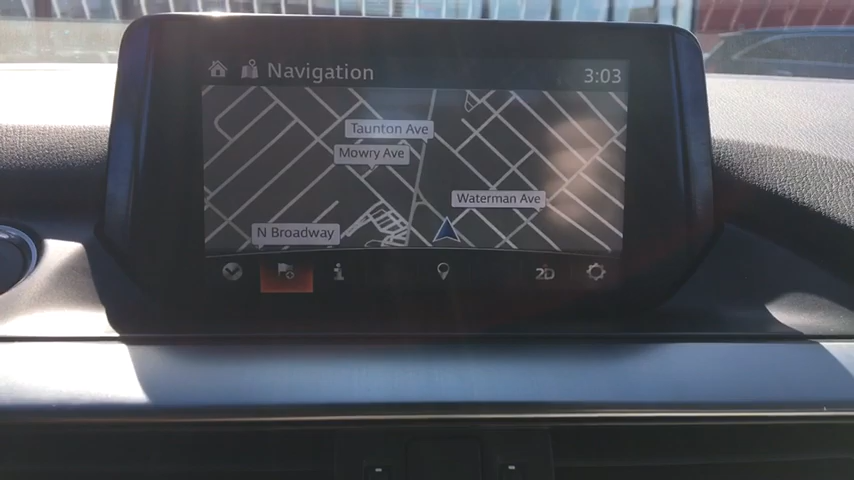 Navigation
3:03
Taunton Ave
Mowry Ave
Waterman Ave
N Broadway
2D